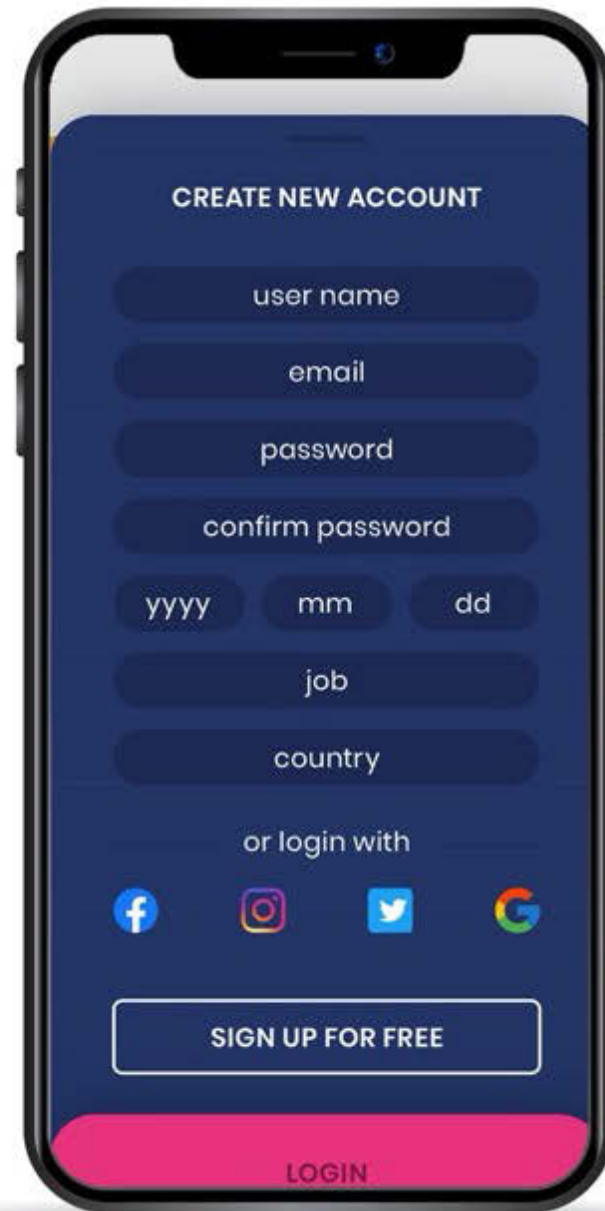 CREATE NEW ACCOUNT
user name
email
password
confirm password
yyyy mm dd
job
country
or login with
SIGN UP FOR FREE
LOGIN